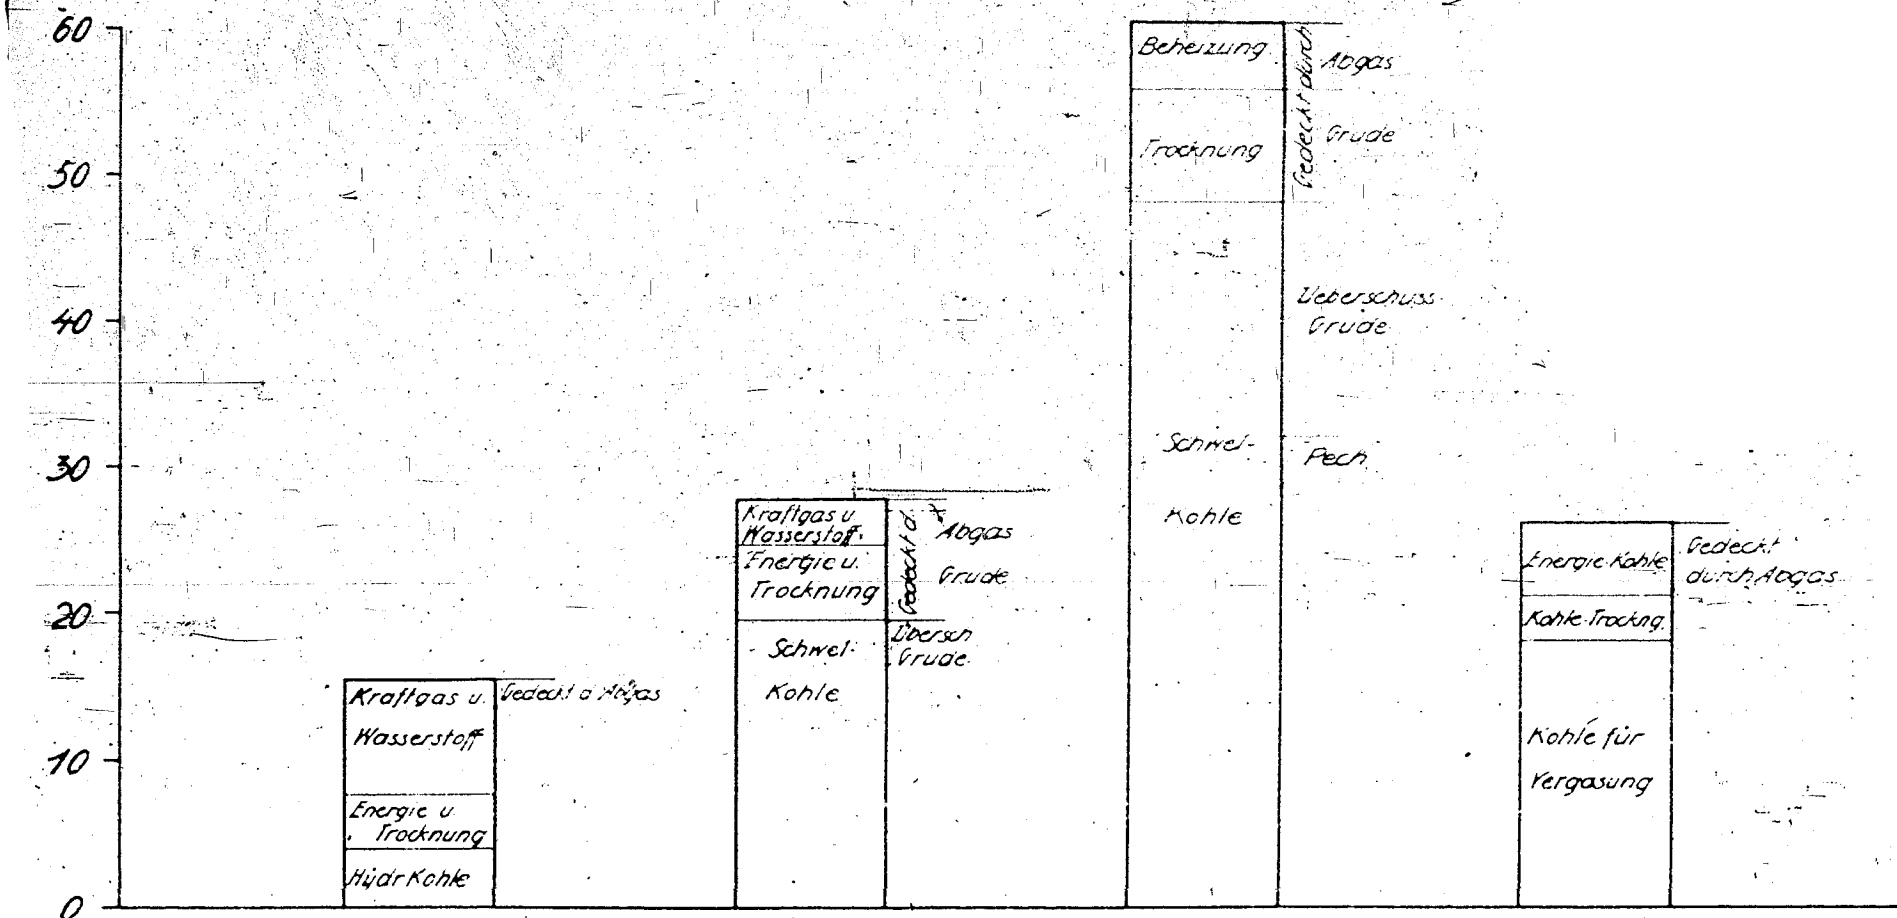 60
50
40
30
20
10
0
Kraftgas u.
Wasserstoff
Energie u.
Trocknung
Hydr Kohle
Gedeckt d Abgas
Kraftgas u.
Wasserstoff.
Energie u.
Trocknung
Schwel-
Kohle
Gedeckt d.
Abgas
Grude
Übersch
Grude.
Beheizung
Trocknung
Schwel-
Kohle
Gedeckt durch
Abgas
Grude
Ueberschuss
Grude
Pech
Energie Kohle
Kohle-Trockng.
Kohle für
Vergasung
Gedeckt
durch Abgas